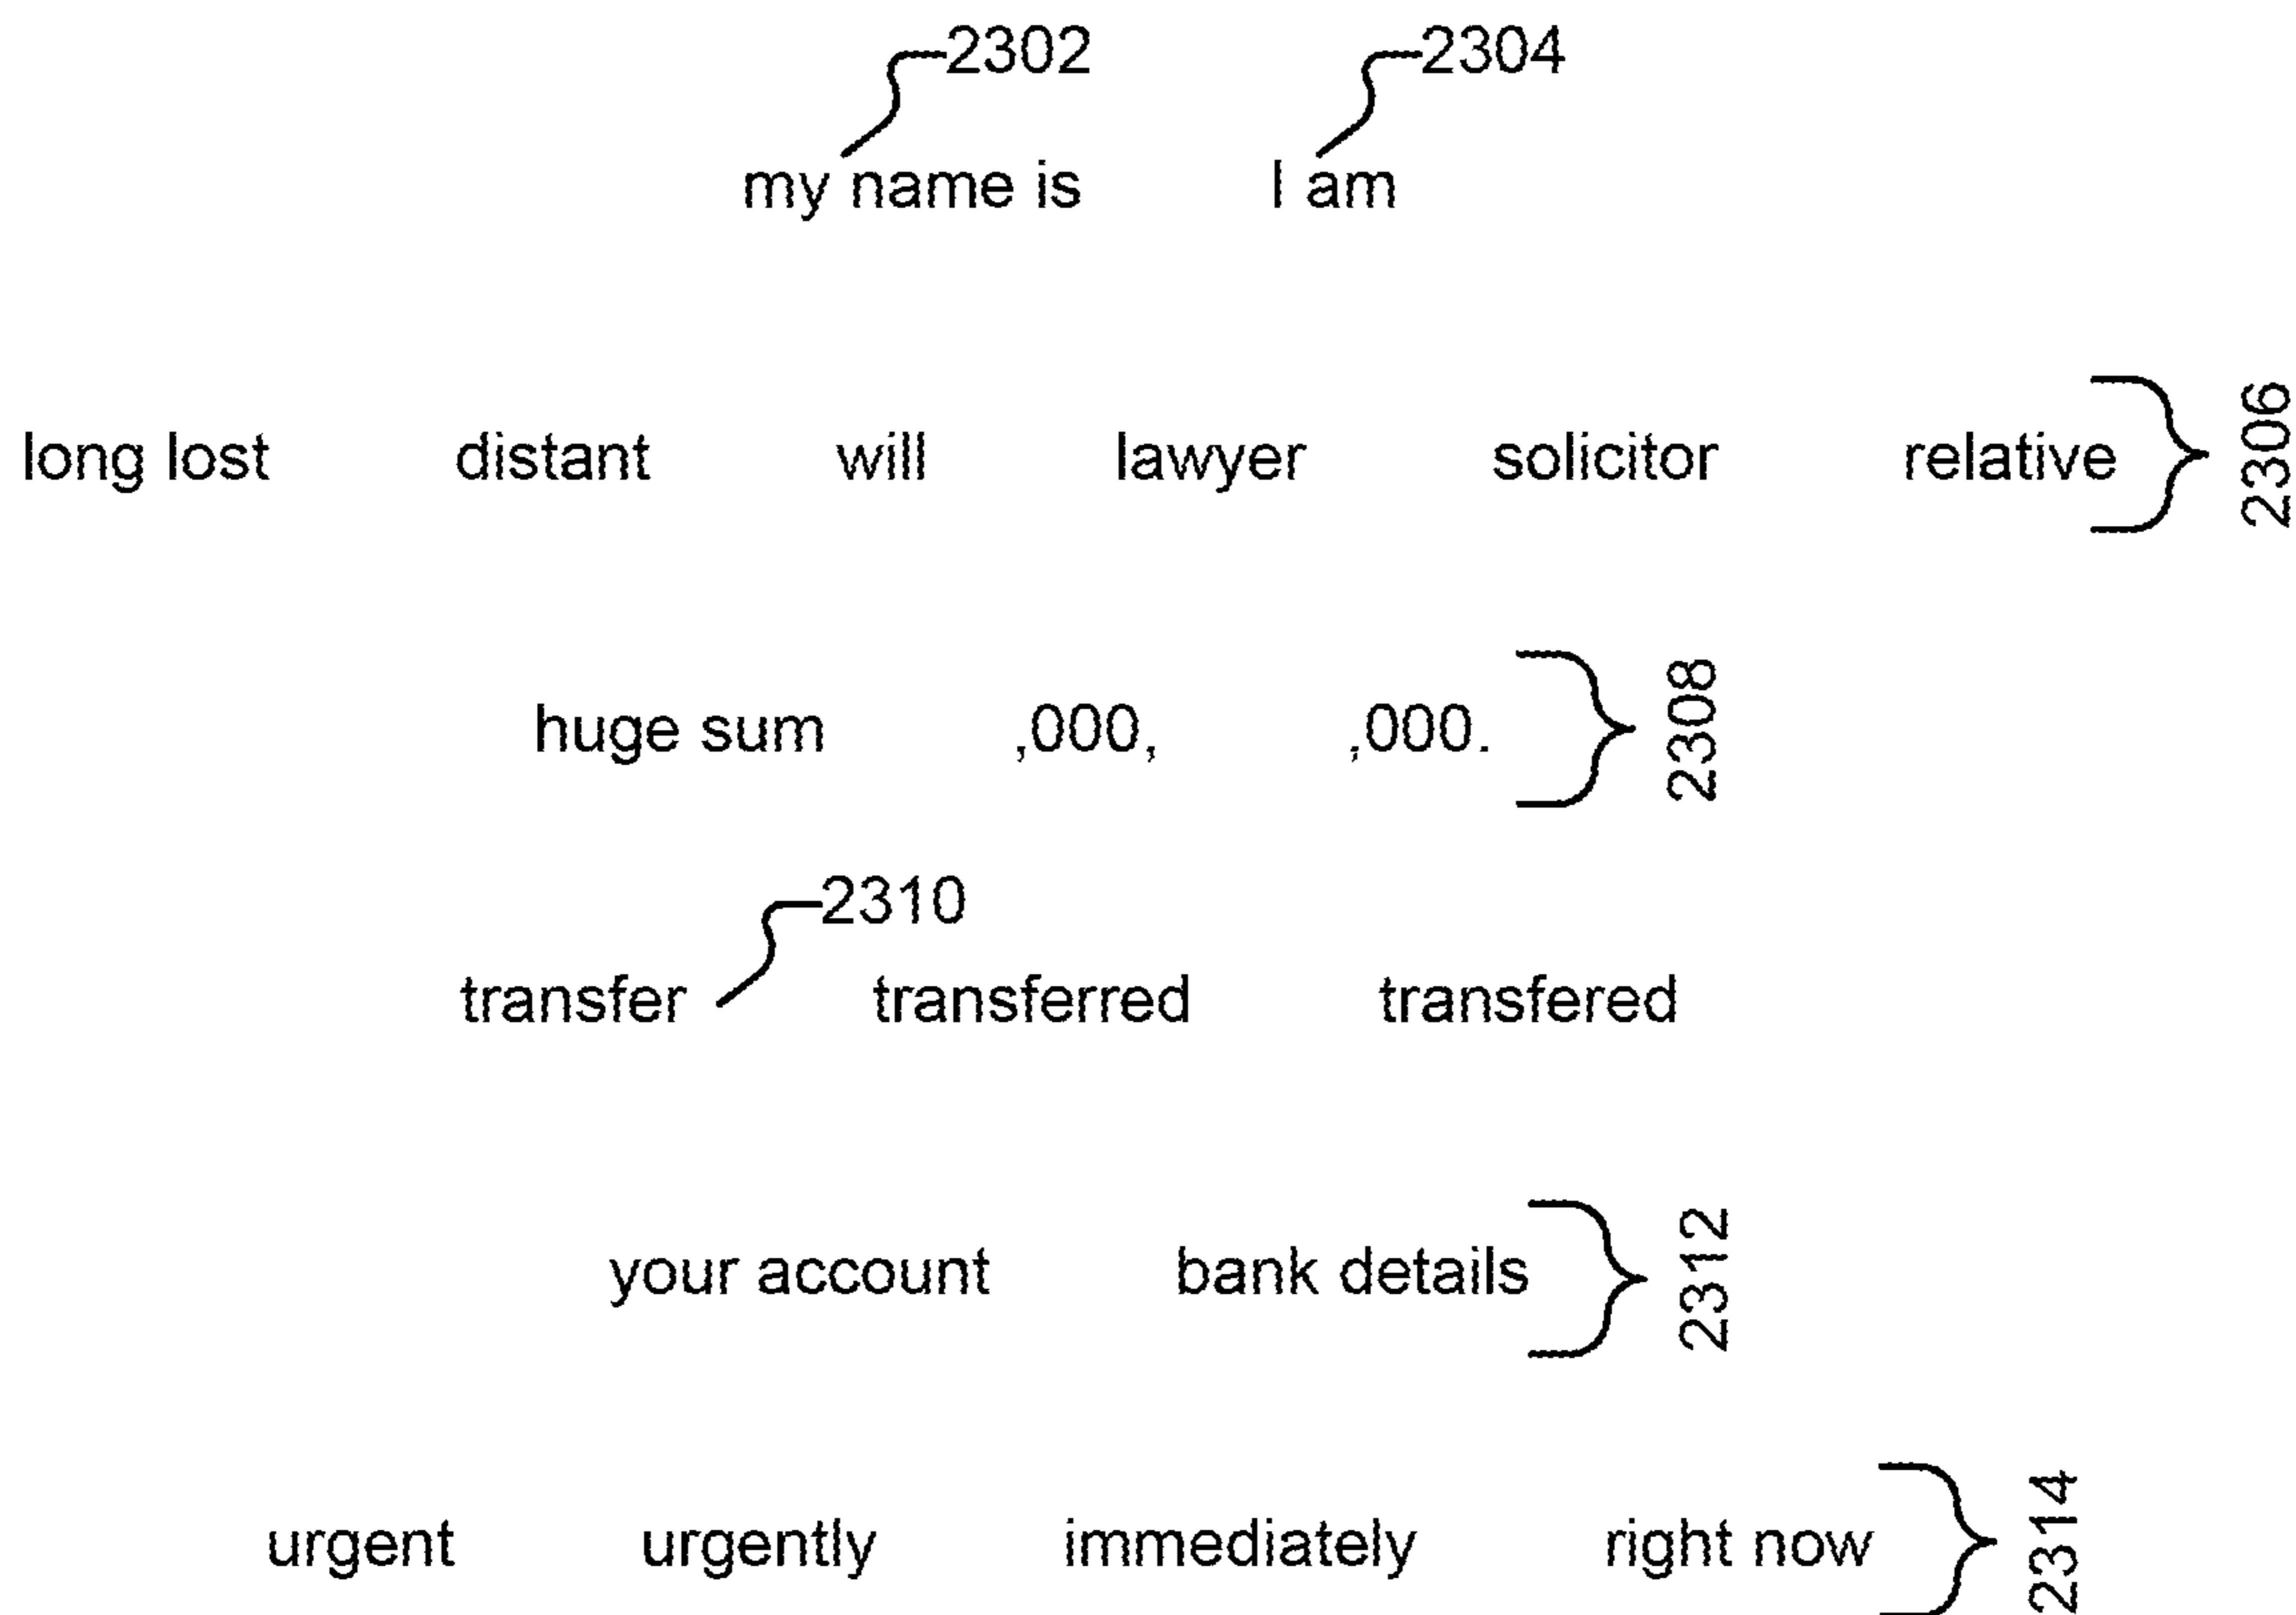 2302 2304
my name is I am
long lost distant will lawyer solicitor relative 2306
huge sum ,000, ,000. 2308
2310
transfer transferred transfered
your account bank details 2312
urgent urgently immediately right now 2314